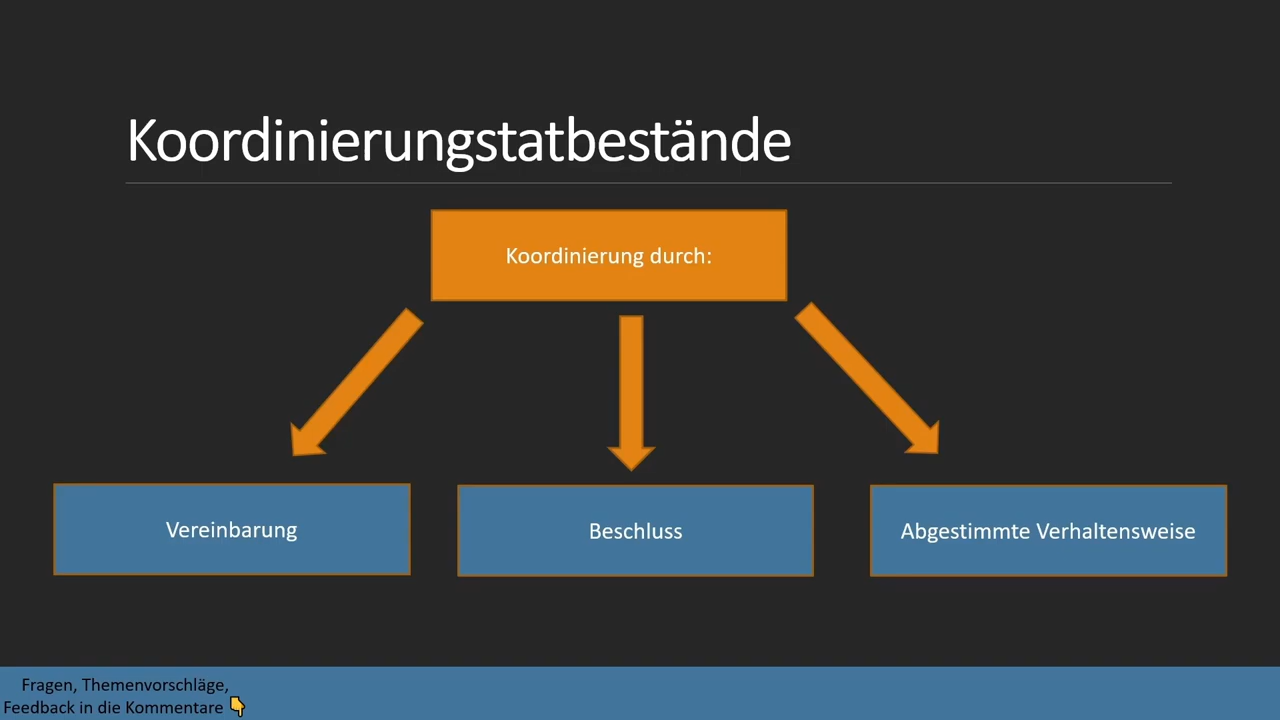 Koordinierungstatbestände
Koordinierung durch:
Vereinbarung
Beschluss
Abgestimmte Verhaltensweise
Fragen, Themenvorschläge,
Feedback in die Kommentare 👇